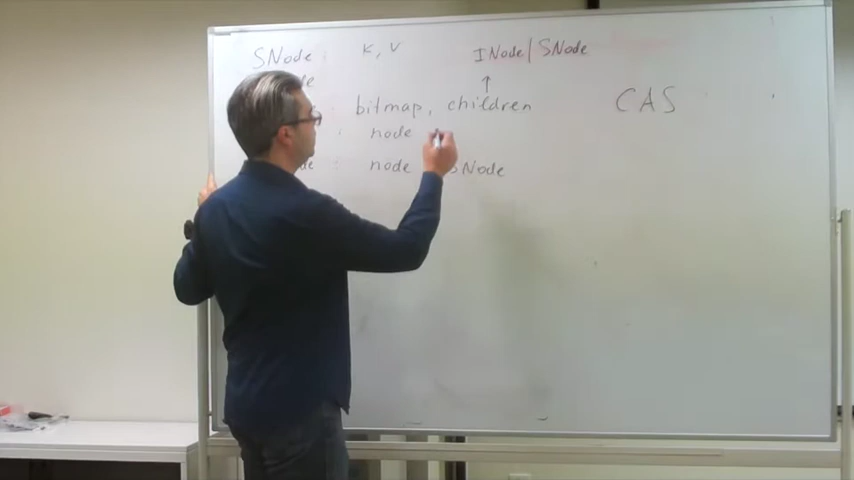 SNode : K, V INode/SNode
↑
bitmap, children CAS
: node
: node SNode